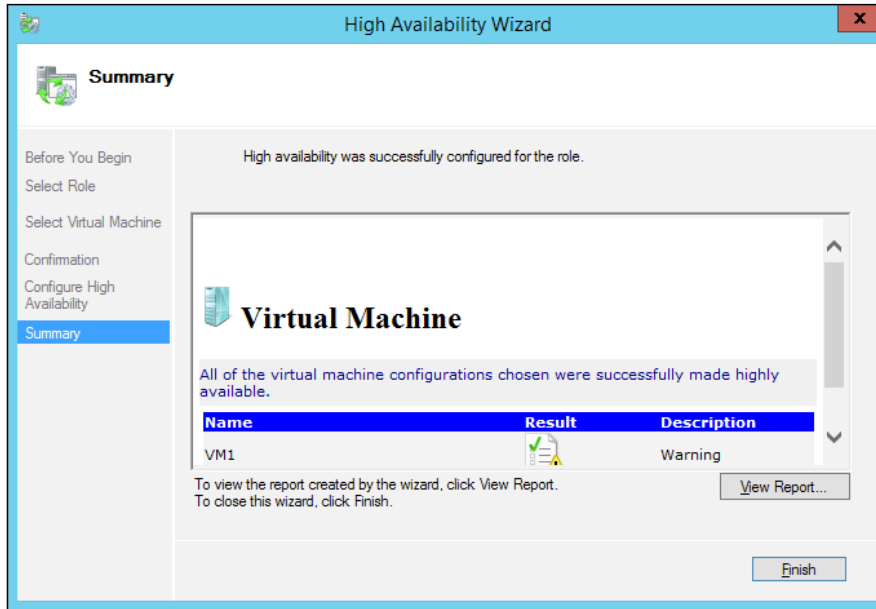 High Availability Wizard
x
Summary
Before You Begin
Select Role
Select Virtual Machine
Confirmation
Configure High
Availability
Summary
High availability was successfully configured for the role.
Virtual Machine
All of the virtual machine configurations chosen were successfully made highly
available.
Name Result Description
VM1 Warning
To view the report created by the wizard, click View Report.
To close this wizard, click Finish.
View Report...
Finish